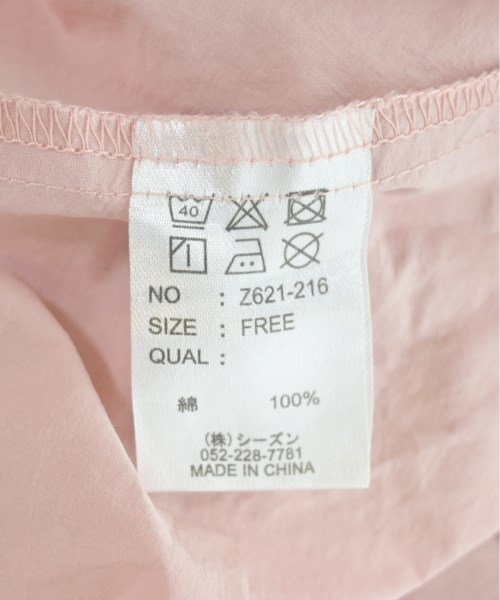 40
NO : Z621-216
SIZE : FREE
QUAL :
綿 100%
(株)シーズン
052-228-7781
MADE IN CHINA